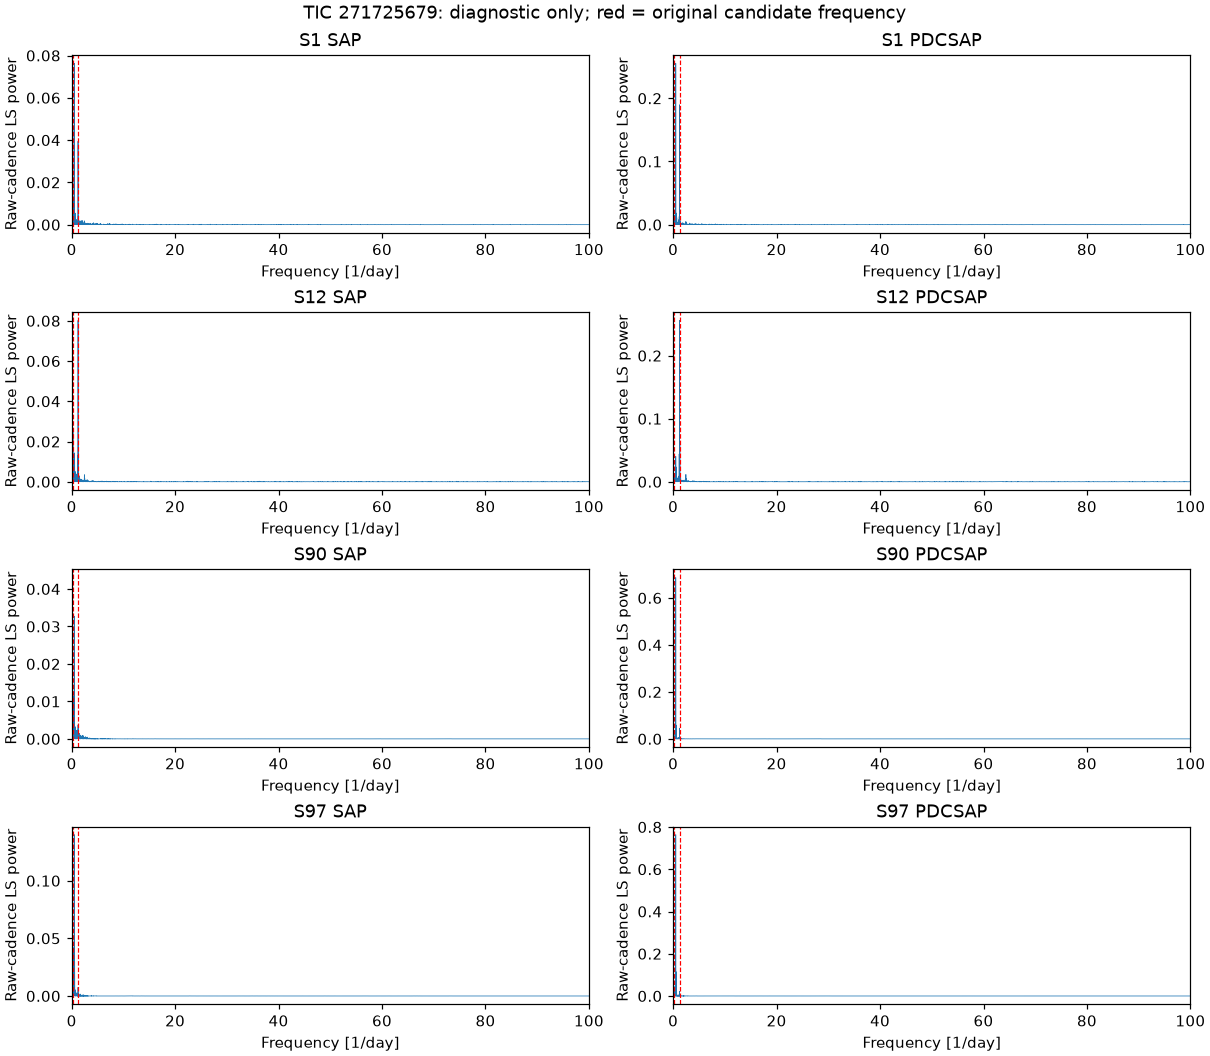 TIC 271725679: diagnostic only; red = original candidate frequency
S1 SAP
Raw-cadence LS power
0.08
0.06
0.04
0.02
0.00
0 20 40 60 80 100
Frequency [1/day]
S1 PDCSAP
Raw-cadence LS power
0.2
0.1
0.0
0 20 40 60 80 100
Frequency [1/day]
S12 SAP
Raw-cadence LS power
0.08
0.06
0.04
0.02
0.00
0 20 40 60 80 100
Frequency [1/day]
S12 PDCSAP
Raw-cadence LS power
0.2
0.1
0.0
0 20 40 60 80 100
Frequency [1/day]
S90 SAP
Raw-cadence LS power
0.04
0.03
0.02
0.01
0.00
0 20 40 60 80 100
Frequency [1/day]
S90 PDCSAP
Raw-cadence LS power
0.6
0.4
0.2
0.0
0 20 40 60 80 100
Frequency [1/day]
S97 SAP
Raw-cadence LS power
0.10
0.05
0.00
0 20 40 60 80 100
Frequency [1/day]
S97 PDCSAP
Raw-cadence LS power
0.8
0.6
0.4
0.2
0.0
0 20 40 60 80 100
Frequency [1/day]